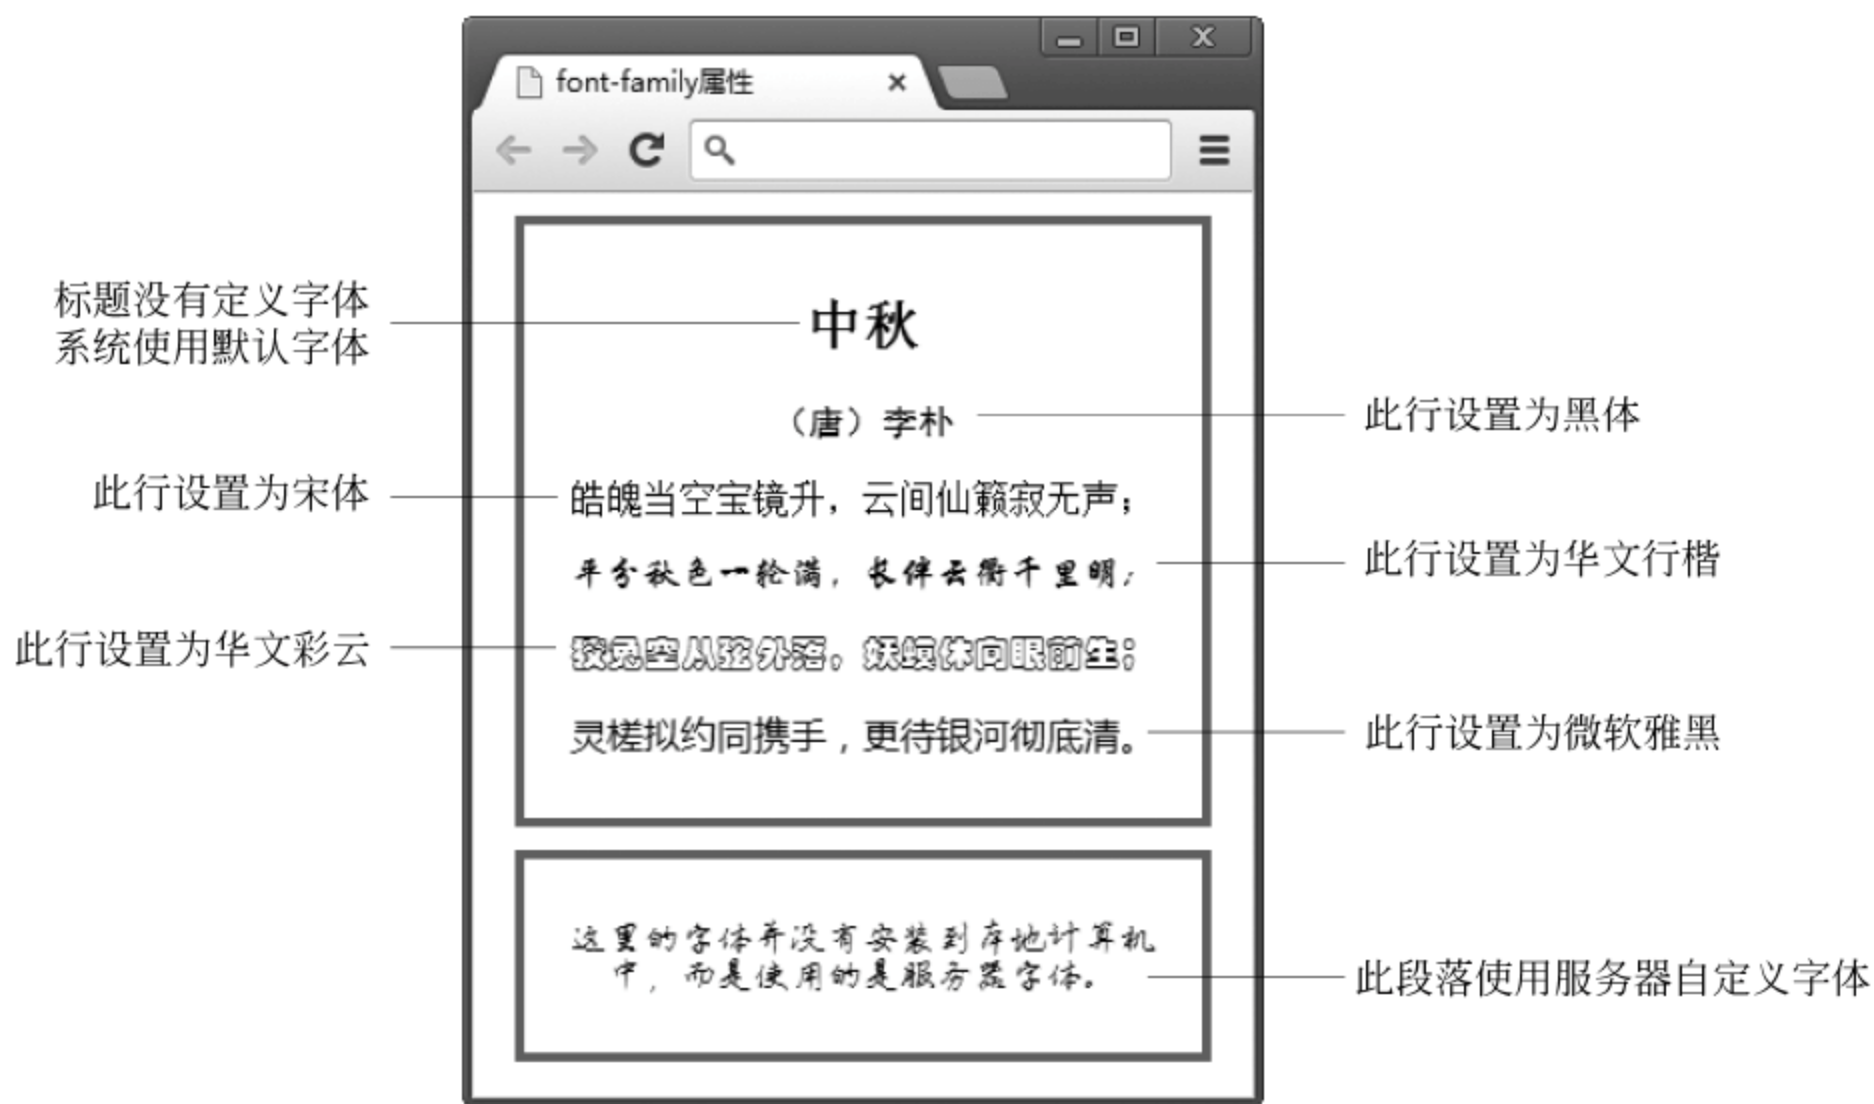 font-family属性
标题没有定义字体
系统使用默认字体
中秋
（唐）李朴
此行设置为黑体
此行设置为宋体
皓魄当空宝镜升，云间仙籁寂无声；
平分秋色一轮满，长伴云衢千里明；
此行设置为华文行楷
此行设置为华文彩云
狡兔空从弦外落，妖蟆休向眼前生；
灵槎拟约同携手，更待银河彻底清。
此行设置为微软雅黑
这里的字体并没有安装到本地计算机
中，而是使用的是服务器字体。
此段落使用服务器自定义字体